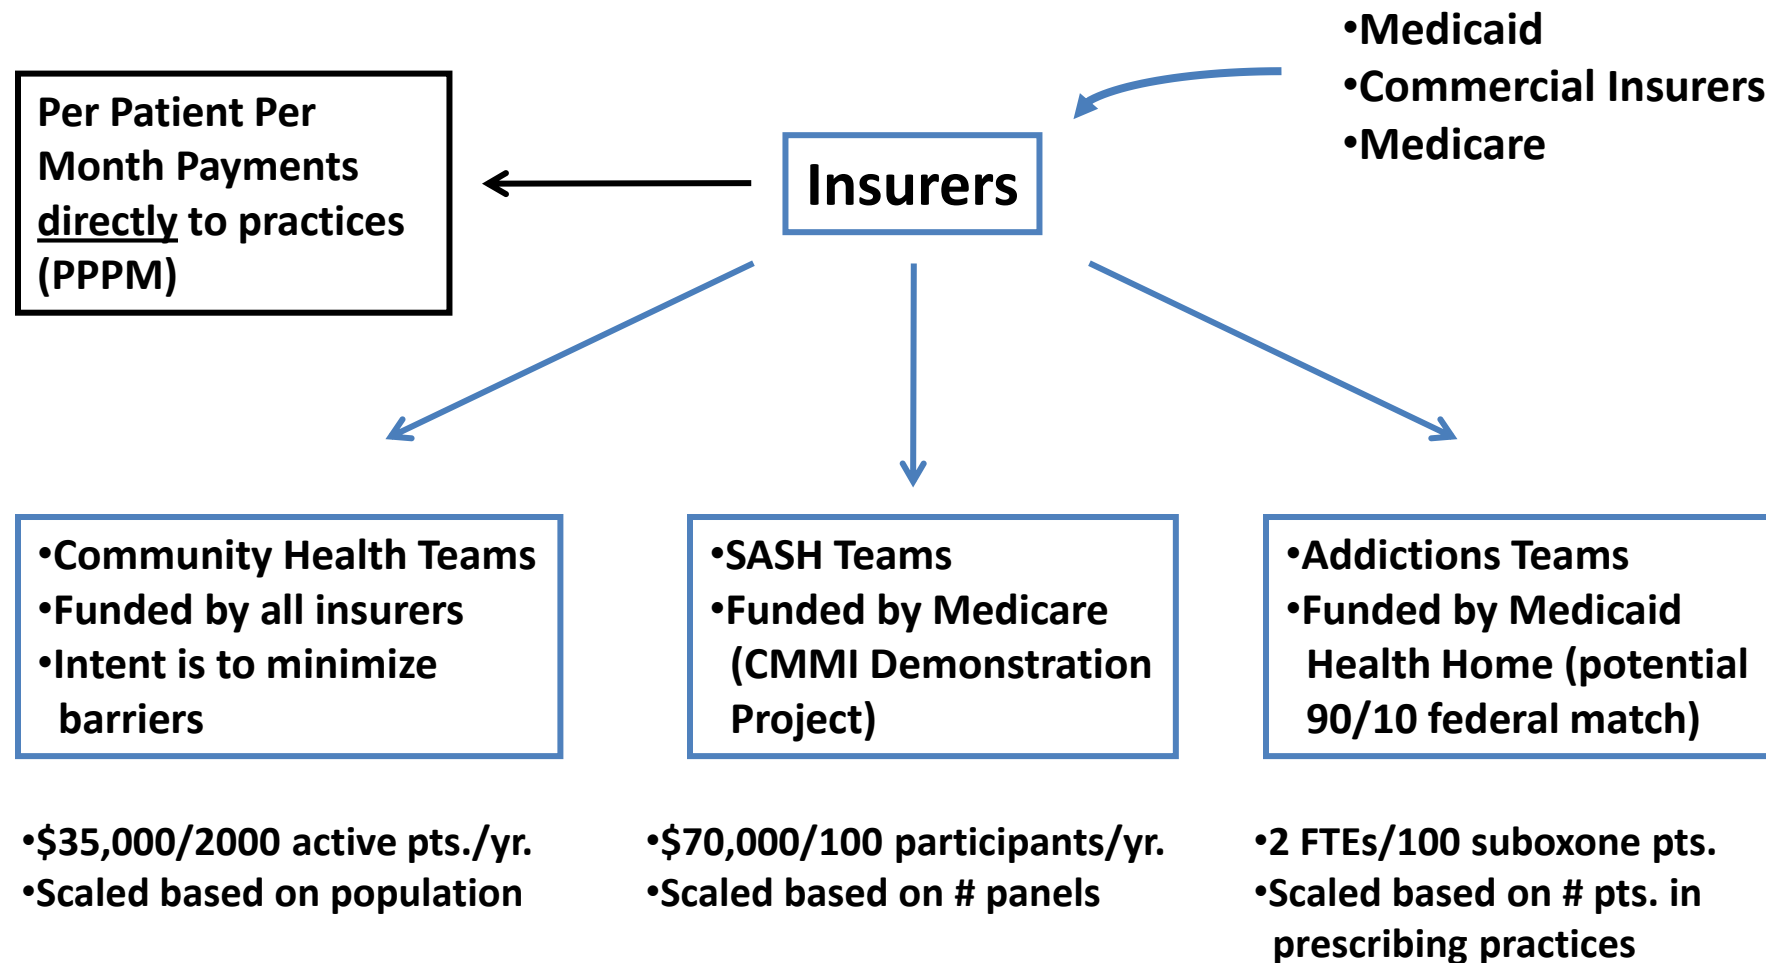 •Medicaid
•Commercial Insurers
•Medicare
Per Patient Per
Month Payments
directly to practices
(PPPM)
Insurers
•Community Health Teams
•Funded by all insurers
•Intent is to minimize
barriers
•SASH Teams
•Funded by Medicare
(CMMI Demonstration
Project)
•Addictions Teams
•Funded by Medicaid
Health Home (potential
90/10 federal match)
•$35,000/2000 active pts./yr.
•Scaled based on population
•$70,000/100 participants/yr.
•Scaled based on # panels
•2 FTEs/100 suboxone pts.
•Scaled based on # pts. in
prescribing practices